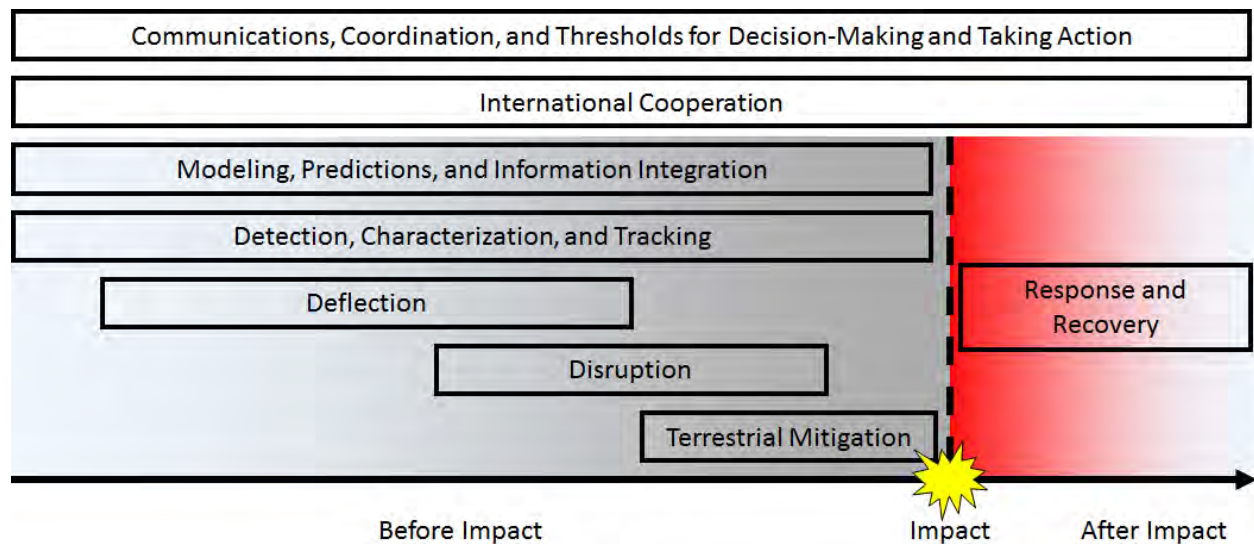 Communications, Coordination, and Thresholds for Decision-Making and Taking Action
International Cooperation
Modeling, Predictions, and Information Integration
Detection, Characterization, and Tracking
Deflection
Response and
Recovery
Disruption
Terrestrial Mitigation
Before Impact
Impact
After Impact